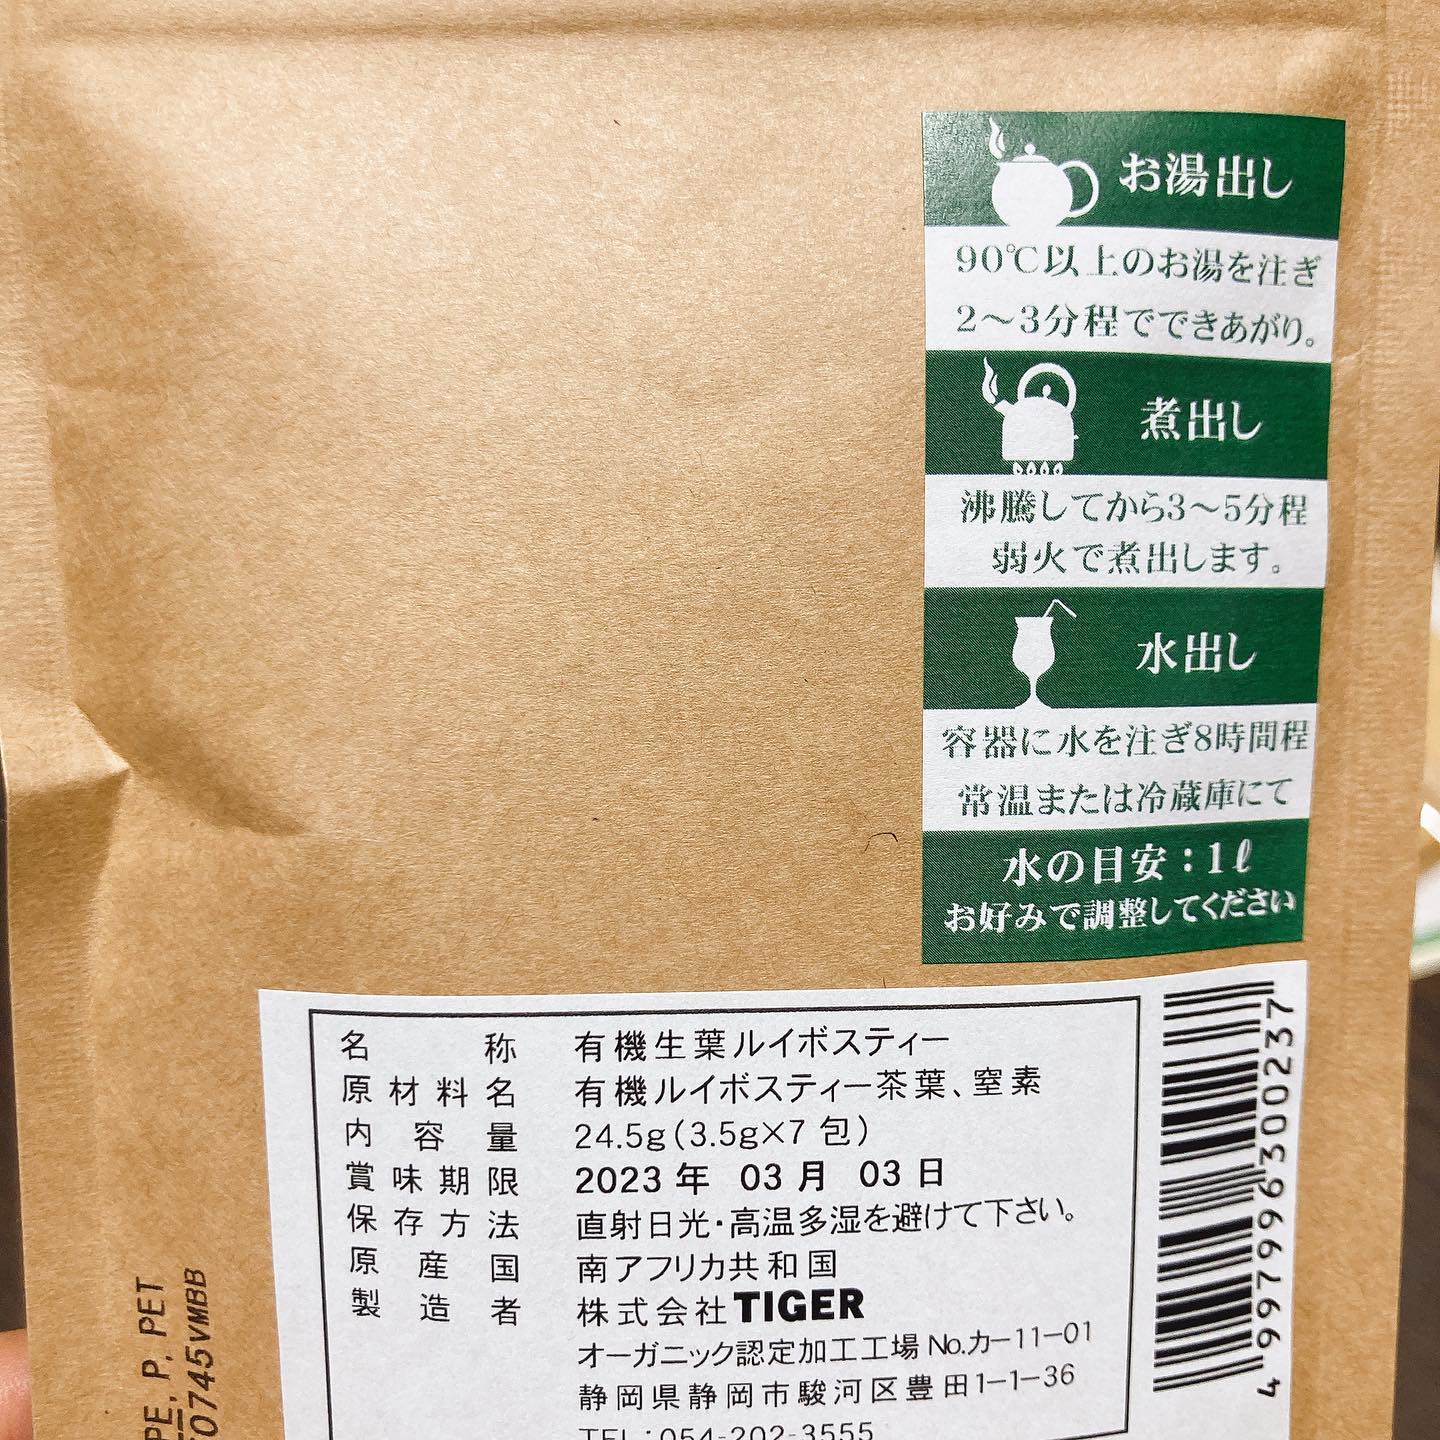 お湯出し
90℃以上のお湯を注ぎ
2〜3分程でできあがり。
煮出し
沸騰してから3〜5分程
弱火で煮出します。
水出し
容器に水を注ぎ8時間程
常温または冷蔵庫にて
水の目安：1ℓ
お好みで調整してください
名称 有機生葉ルイボスティー
原材料名 有機ルイボスティー茶葉、窒素
内容量 24.5g(3.5g×7 包)
賞味期限 2023 年 03 月 03 日
保存方法 直射日光・高温多湿を避けて下さい。
原産国 南アフリカ共和国
製造者 株式会社TIGER
オーガニック認定加工工場 No.カ-11-01
静岡県静岡市駿河区豊田1-1-36
TEL:054-202-3555
4997996300237
PE, P, PET
0745VMBB